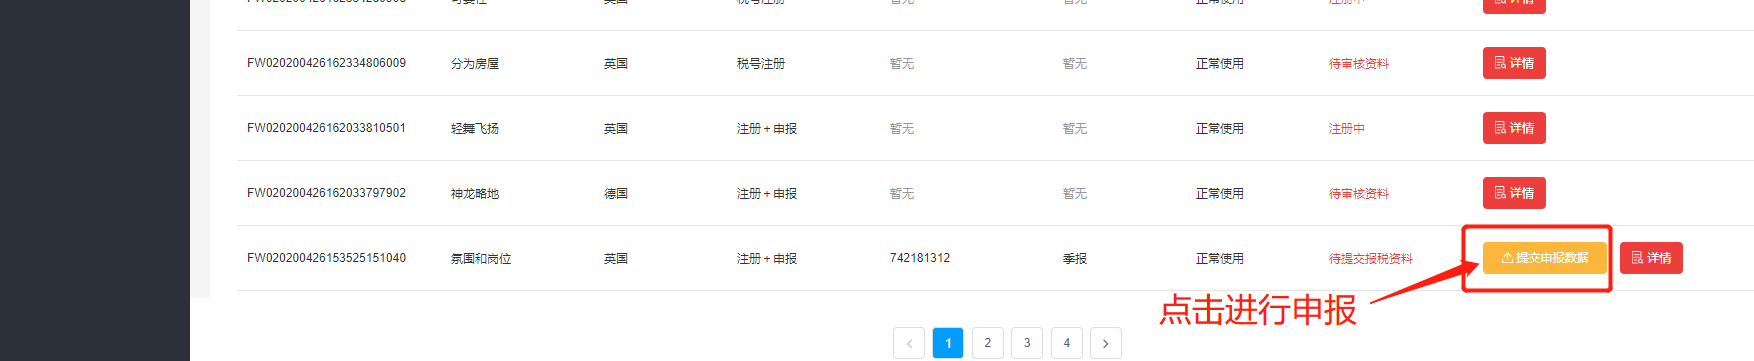 FW020200426162334806009 分为房屋 英国 税号注册 暂无 暂无 正常使用 待审核资料 详情
FW020200426162033810501 轻舞飞扬 英国 注册 + 申报 暂无 暂无 正常使用 注册中 详情
FW020200426162033797902 神龙略地 德国 注册 + 申报 暂无 暂无 正常使用 待审核资料 详情
FW020200426153525151040 氛围和岗位 英国 注册 + 申报 742181312 季报 正常使用 待提交报税资料 提交申报数据 详情
点击进行申报
< 1 2 3 4 >